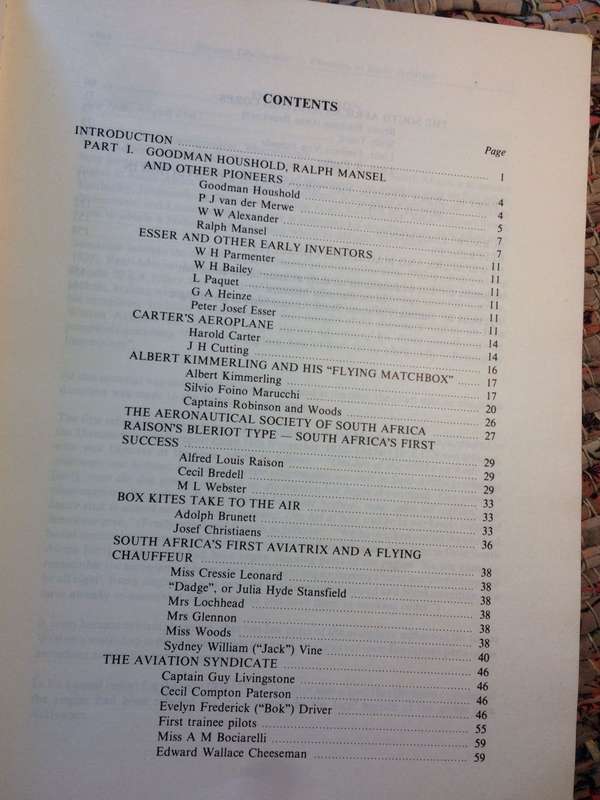 CONTENTS
Page
INTRODUCTION 1
PART I. GOODMAN HOUSHOLD, RALPH MANSEL
AND OTHER PIONEERS 4
Goodman Houshold 4
P J van der Merwe 5
W W Alexander 7
Ralph Mansel 7
ESSER AND OTHER EARLY INVENTORS 11
W H Parmenter 11
W H Bailey 11
L Paquet 11
G A Heinze 11
Peter Josef Esser 11
CARTER'S AEROPLANE 14
Harold Carter 14
J H Cutting 16
ALBERT KIMMERLING AND HIS "FLYING MATCHBOX" 17
Albert Kimmerling 17
Silvio Foino Marucchi 20
Captains Robinson and Woods 26
THE AERONAUTICAL SOCIETY OF SOUTH AFRICA 27
RAISON'S BLERIOT TYPE — SOUTH AFRICA'S FIRST
SUCCESS 29
Alfred Louis Raison 29
Cecil Bredell 29
M L Webster 33
BOX KITES TAKE TO THE AIR 33
Adolph Brunett 33
Josef Christiaens 36
SOUTH AFRICA'S FIRST AVIATRIX AND A FLYING
CHAUFFEUR 38
Miss Cressie Leonard 38
"Dadge", or Julia Hyde Stansfield 38
Mrs Lochhead 38
Mrs Glennon 38
Miss Woods 38
Sydney William ("Jack") Vine 40
THE AVIATION SYNDICATE 46
Captain Guy Livingstone 46
Cecil Compton Paterson 46
Evelyn Frederick ("Bok") Driver 46
First trainee pilots 55
Miss A M Bociarelli 59
Edward Wallace Cheeseman 59